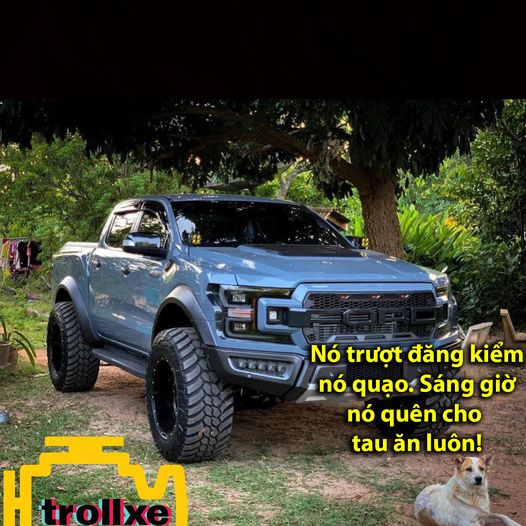 FORD
Nó trượt đăng kiểm
nó quạo. Sáng giờ
nó quên cho
tau ăn luôn!
trollxe